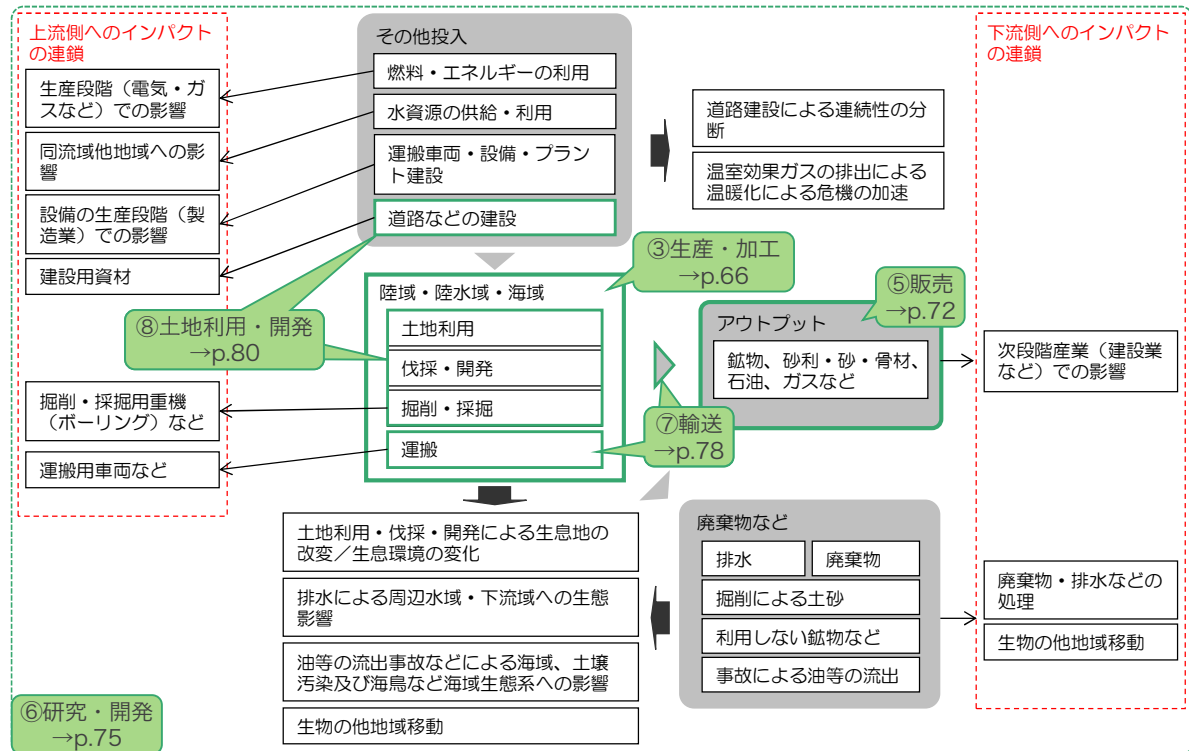 上流側へのインパクト
の連鎖
生産段階（電気・ガ
スなど）での影響
同流域他地域への影
響
設備の生産段階（製
造業）での影響
建設用資材
掘削・採掘用重機
（ボーリング）など
運搬用車両など
その他投入
燃料・エネルギーの利用
水資源の供給・利用
運搬車両・設備・プラン
ト建設
道路などの建設
道路建設による連続性の分
断
温室効果ガスの排出による
温暖化による危機の加速
③生産・加工
→p.66
⑧土地利用・開発
→p.80
陸域・陸水域・海域
土地利用
伐採・開発
掘削・採掘
運搬
⑤販売
→p.72
アウトプット
鉱物、砂利・砂・骨材、
石油、ガスなど
⑦輸送
→p.78
下流側へのインパクト
の連鎖
次段階産業（建設業
など）での影響
廃棄物・排水などの
処理
生物の他地域移動
土地利用・伐採・開発による生息地の
改変／生息環境の変化
排水による周辺水域・下流域への生態
影響
油等の流出事故などによる海域、土壌
汚染及び海鳥など海域生態系への影響
生物の他地域移動
廃棄物など
排水
廃棄物
掘削による土砂
利用しない鉱物など
事故による油等の流出
⑥研究・開発
→p.75